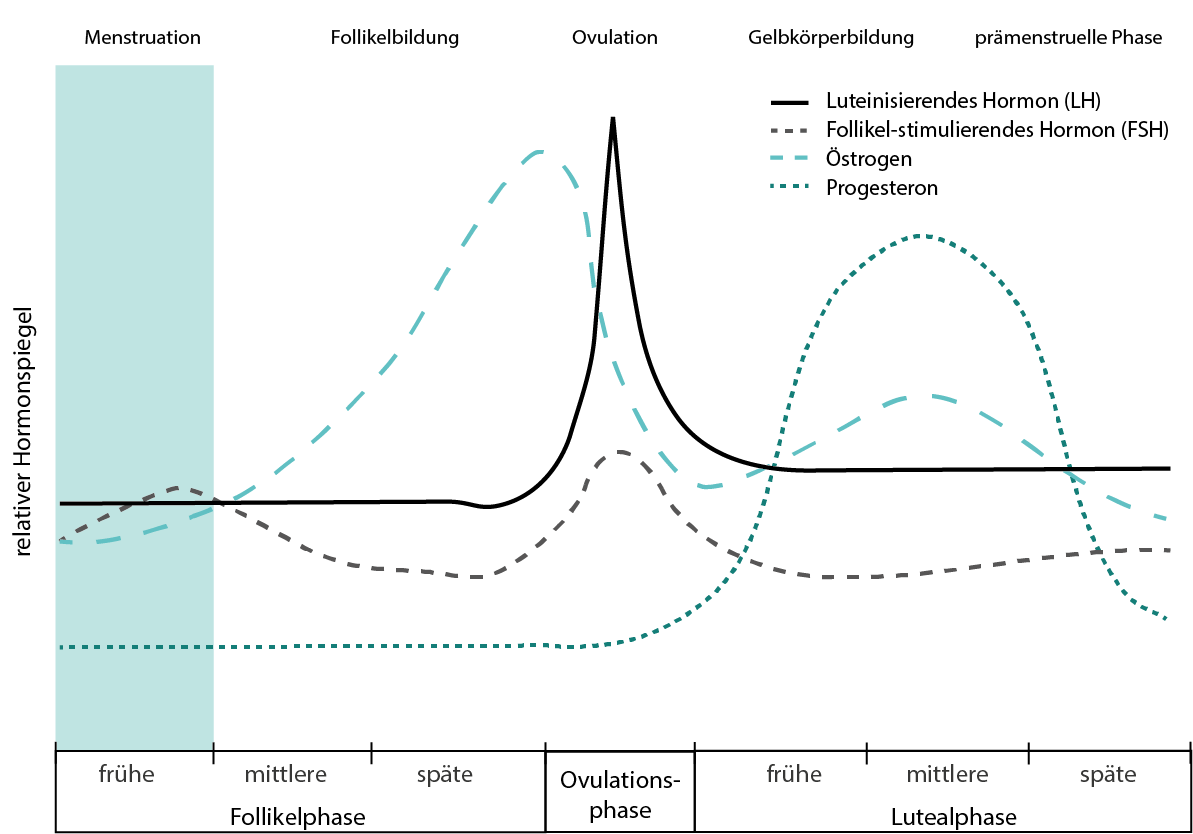 Menstruation
Follikelbildung
Ovulation
Gelbkörperbildung
prämenstruelle Phase
Luteinisierendes Hormon (LH)
Follikel-stimulierendes Hormon (FSH)
Östrogen
Progesteron
relativer Hormonspiegel
frühe
mittlere
späte
Ovulations-
phase
frühe
mittlere
späte
Follikelphase
Lutealphase